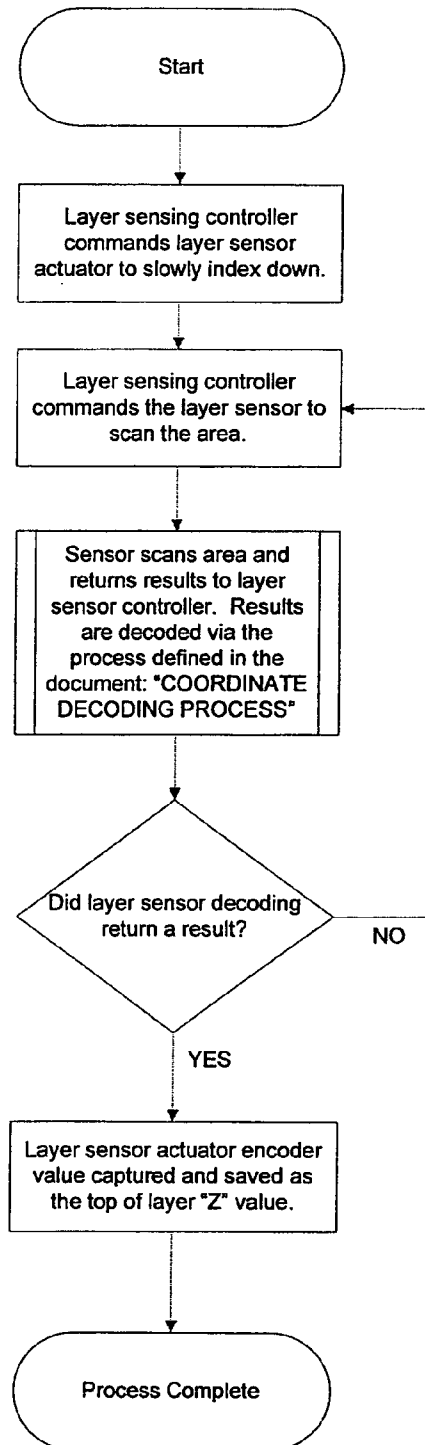 Start
Layer sensing controller
commands layer sensor
actuator to slowly index down.
Layer sensing controller
commands the layer sensor to
scan the area.
Sensor scans area and
returns results to layer
sensor controller. Results
are decoded via the
process defined in the
document: "COORDINATE
DECODING PROCESS"
Did layer sensor decoding
return a result?
NO
YES
Layer sensor actuator encoder
value captured and saved as
the top of layer "Z" value.
Process Complete